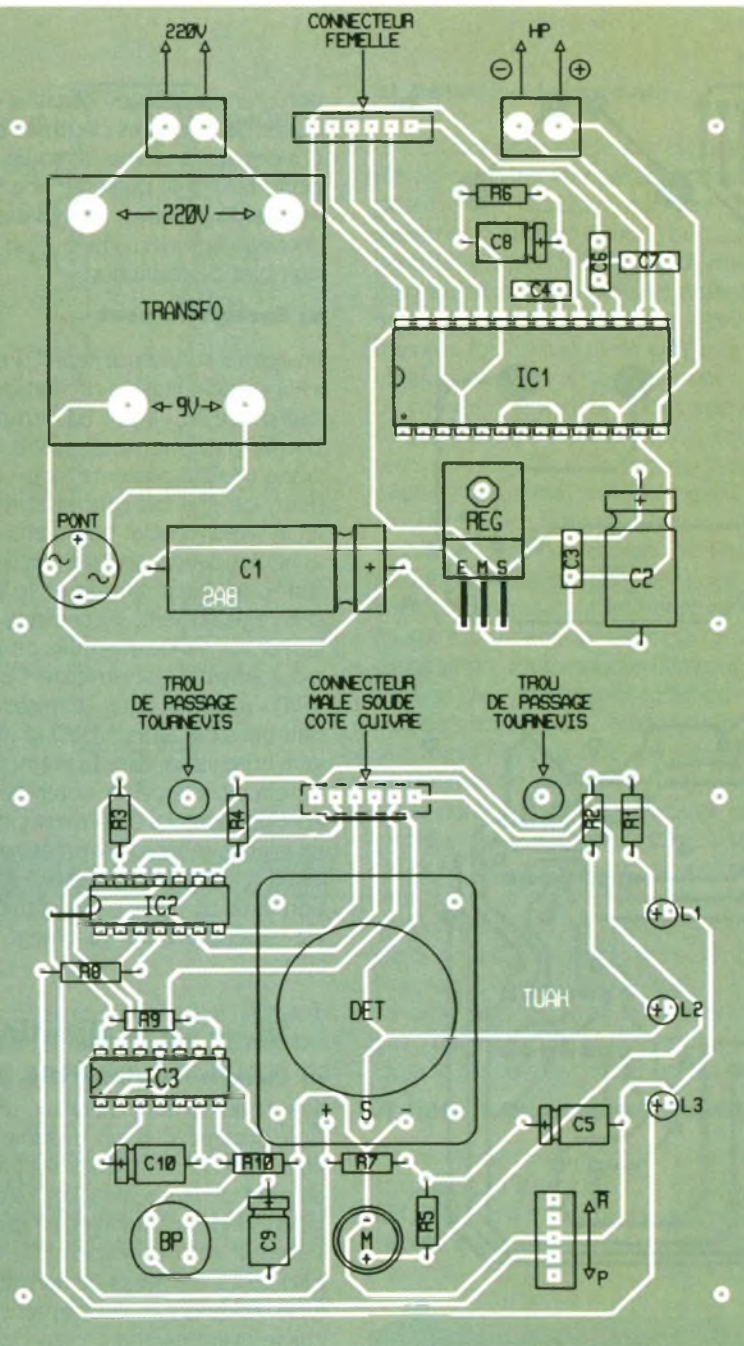 220V
CONNECTEUR
FEMELLE
HP
⊖ ⊕
R6
C8
C6
C7
C4
220V
TRANSFO
9V
IC1
PONT
+
~ ~
-
C1
+
BA2
REG
E M S
C3
C2
TROU
DE PASSAGE
TOURNEVIS
CONNECTEUR
MALE SOUDE
COTE CUIVRE
TROU
DE PASSAGE
TOURNEVIS
R3
R4
R2
R1
IC2
+ L1
R8
DET
HAUT
+ L2
R9
IC3
+ L3
+ S -
C5
C10
R10
R7
R5
BP
C9
-
M
+
R
P